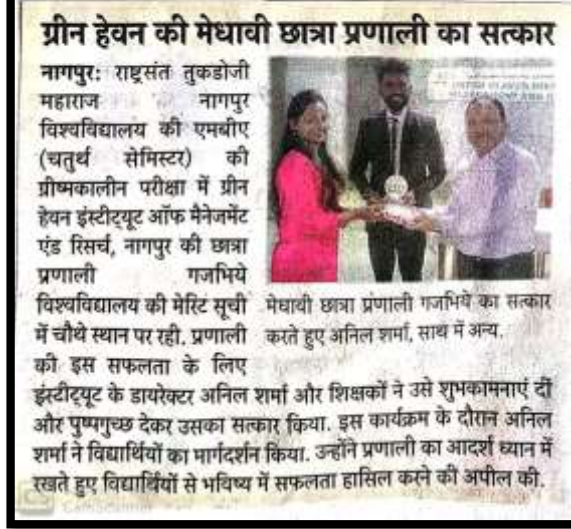 ग्रीन हेवन की मेधावी छात्रा प्रणाली का सत्कार
नागपुर: राष्ट्रसंत तुकडोजी
महाराज नागपुर
विश्वविद्यालय की एमबीए
(चतुर्थ सेमिस्टर) की
ग्रीष्मकालीन परीक्षा में ग्रीन
हेवन इंस्टीट्यूट ऑफ मैनेजमेंट
एंड रिसर्च, नागपुर की छात्रा
प्रणाली गजभिये
विश्वविद्यालय की मेरिट सूची
में चौथे स्थान पर रही. प्रणाली
की इस सफलता के लिए
मेधावी छात्रा प्रणाली गजभिये का सत्कार
करते हुए अनिल शर्मा, साथ में अन्य.
इंस्टीट्यूट के डायरेक्टर अनिल शर्मा और शिक्षकों ने उसे शुभकामनाएं दीं
और पुष्पगुच्छ देकर उसका सत्कार किया. इस कार्यक्रम के दौरान अनिल
शर्मा ने विद्यार्थियों का मार्गदर्शन किया. उन्होंने प्रणाली का आदर्श ध्यान में
रखते हुए विद्यार्थियों से भविष्य में सफलता हासिल करने की अपील की.